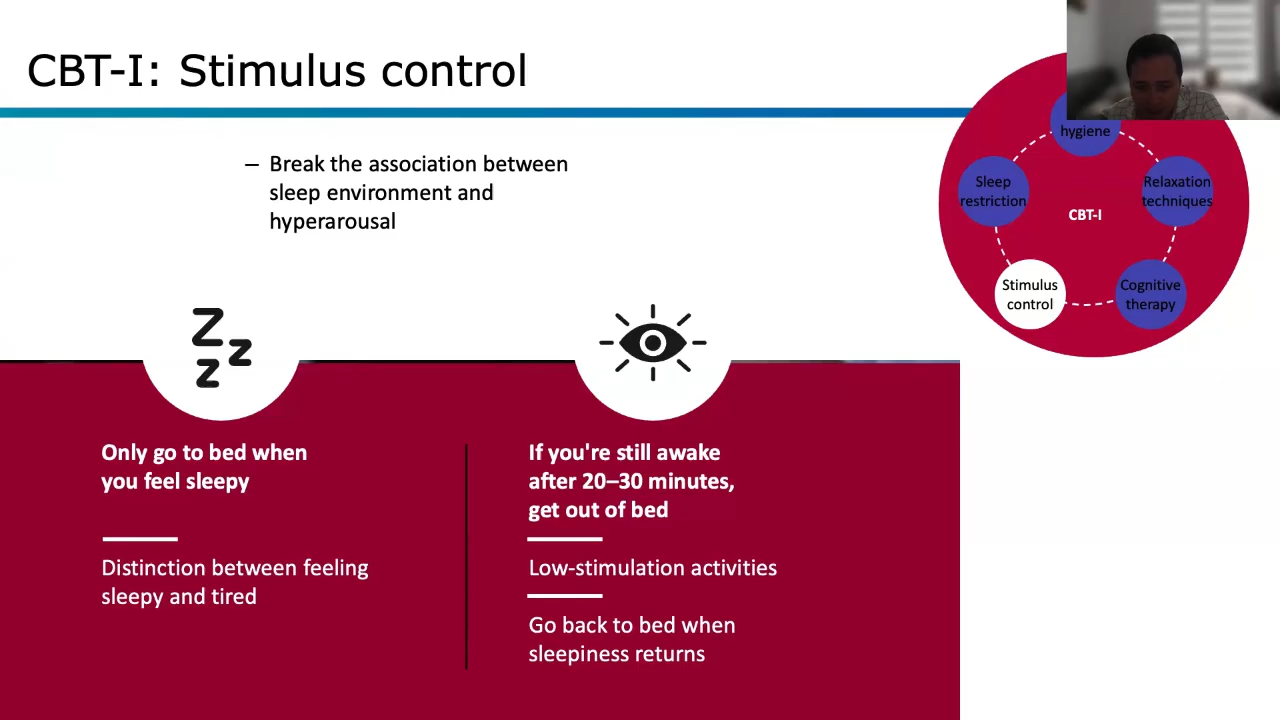 CBT-I: Stimulus control
– Break the association between
sleep environment and
hyperarousal
hygiene
Sleep
restriction
Relaxation
techniques
CBT-I
Stimulus
control
Cognitive
therapy
Z
z
z
Only go to bed when
you feel sleepy
Distinction between feeling
sleepy and tired
If you're still awake
after 20–30 minutes,
get out of bed
Low-stimulation activities
Go back to bed when
sleepiness returns